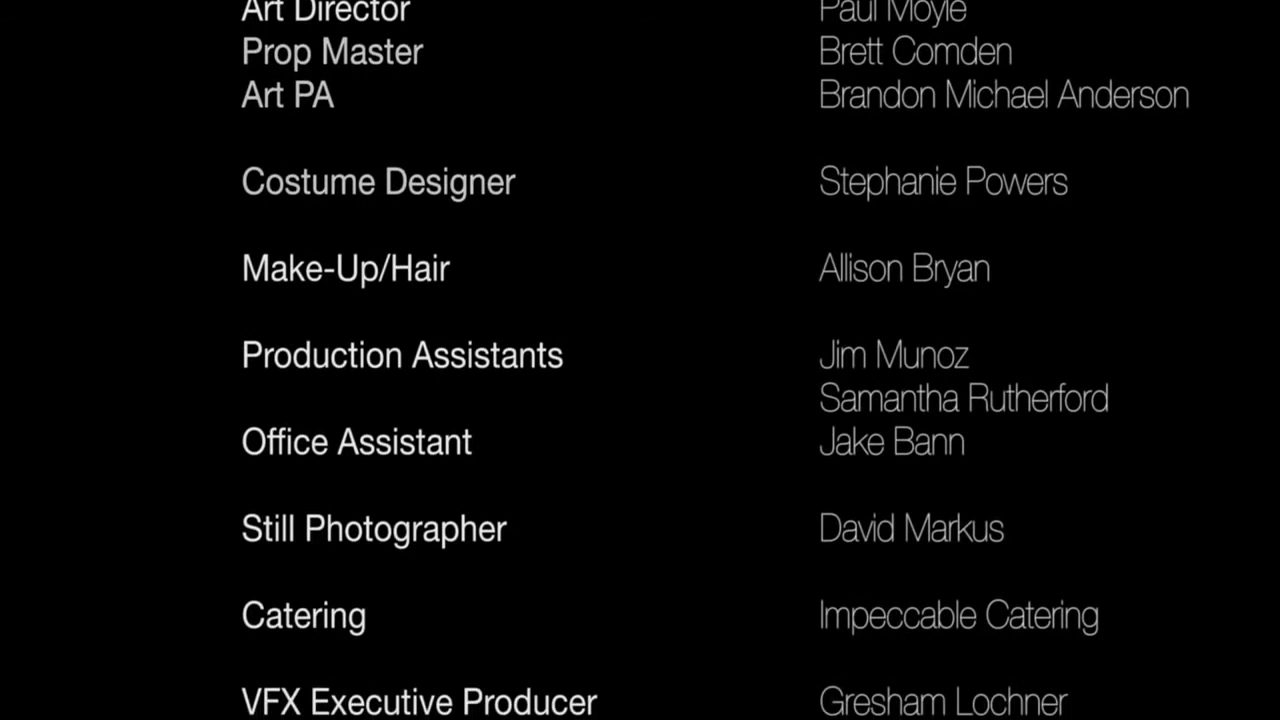 Art Director Paul Moyle
Prop Master Brett Comden
Art PA Brandon Michael Anderson
Costume Designer Stephanie Powers
Make-Up/Hair Allison Bryan
Production Assistants Jim Munoz
Samantha Rutherford
Office Assistant Jake Bann
Still Photographer David Markus
Catering Impeccable Catering
VFX Executive Producer Gresham Lochner